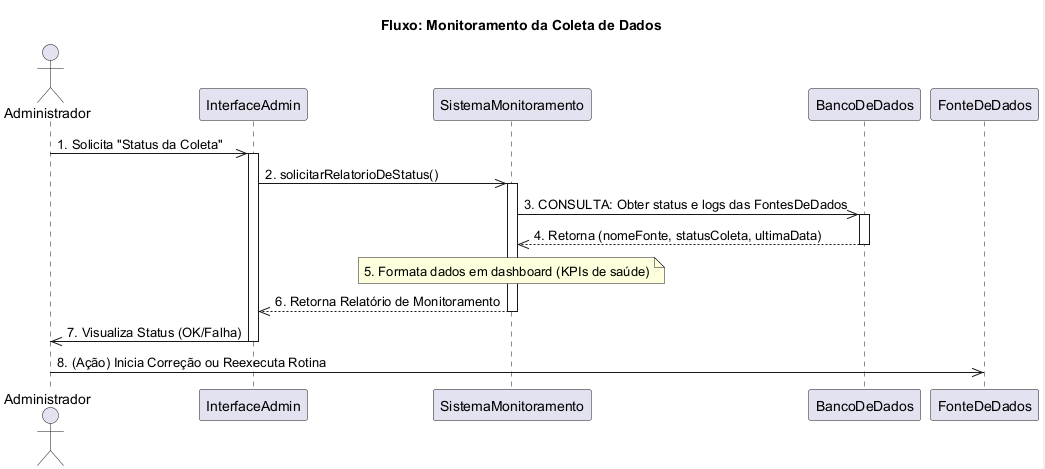 Fluxo: Monitoramento da Coleta de Dados
Administrador
InterfaceAdmin
SistemaMonitoramento
BancoDeDados
FonteDeDados
1. Solicita "Status da Coleta"
2. solicitarRelatorioDeStatus()
3. CONSULTA: Obter status e logs das FontesDeDados
4. Retorna (nomeFonte, statusColeta, ultimaData)
5. Formata dados em dashboard (KPIs de saúde)
6. Retorna Relatório de Monitoramento
7. Visualiza Status (OK/Falha)
8. (Ação) Inicia Correção ou Reexecuta Rotina
Administrador
InterfaceAdmin
SistemaMonitoramento
BancoDeDados
FonteDeDados